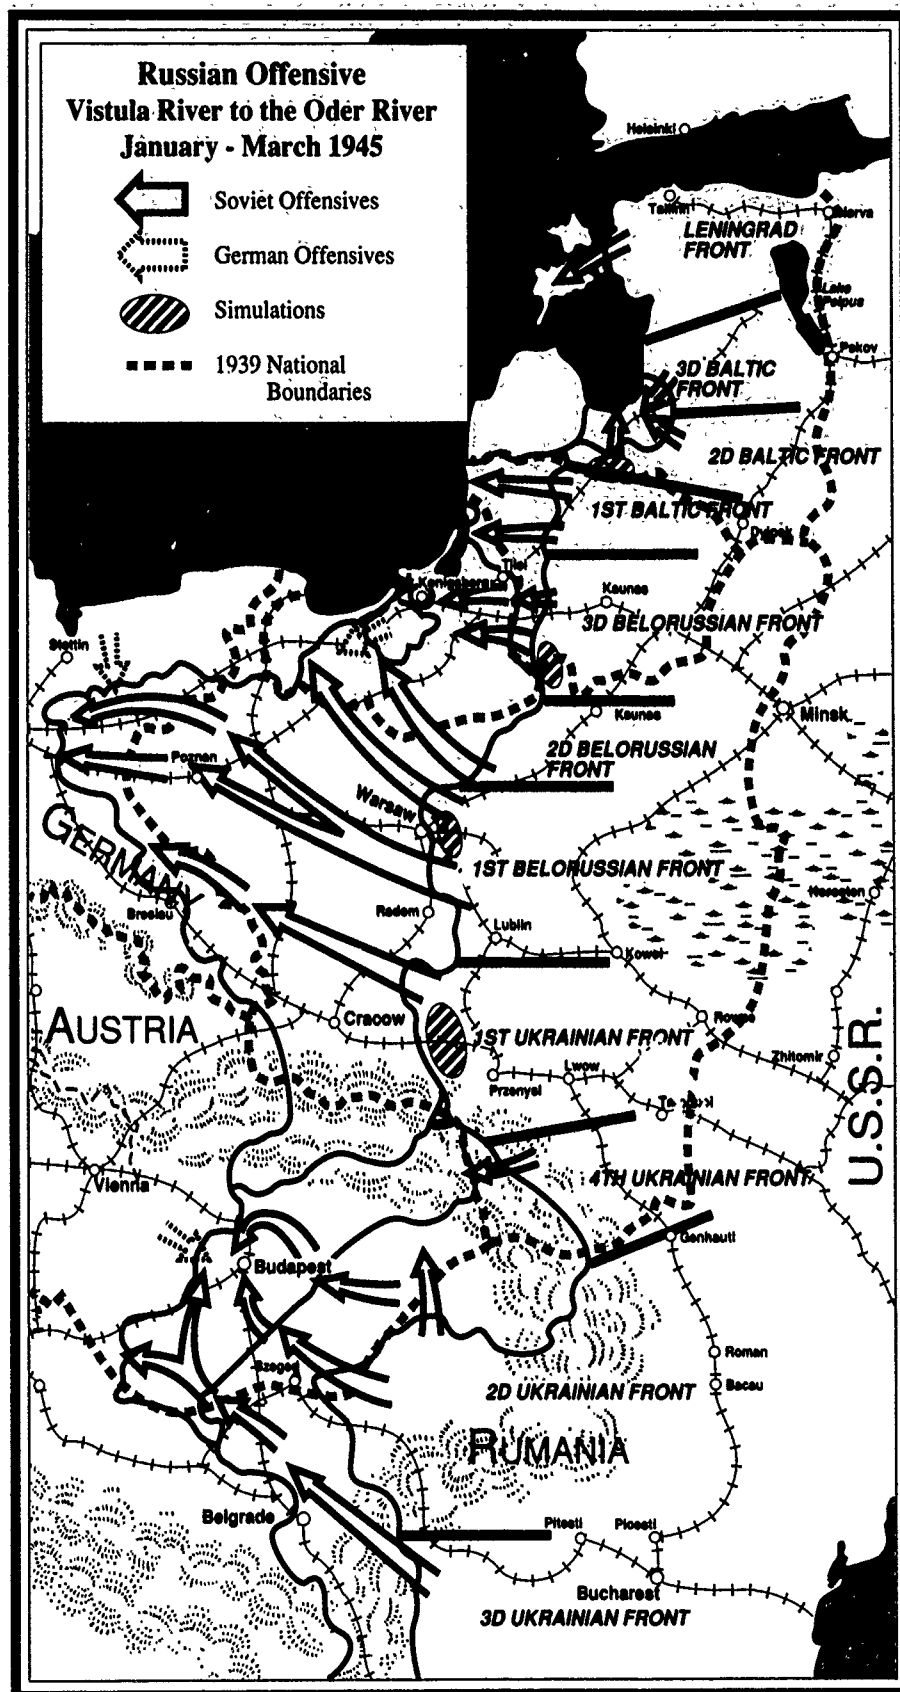 Russian Offensive
Vistula River to the Oder River
January - March 1945
Soviet Offensives
German Offensives
Simulations
1939 National
Boundaries
Helsinki
Tallinn
Narva
LENINGRAD
FRONT
Lake
Peipus
Pskov
3D BALTIC
FRONT
2D BALTIC FRONT
1ST BALTIC FRONT
Tilsi
Kaunas
3D BELORUSSIAN FRONT
Stettin
Kaunas
Minsk
2D BELORUSSIAN
FRONT
Poznan
Warsaw
GERMANY
1ST BELORUSSIAN FRONT
Breslau
Radom
Lublin
Kowel
AUSTRIA
Cracow
1ST UKRAINIAN FRONT
Zhitomir
Przemysl
Lwow
U.S.S.R.
Vienna
4TH UKRAINIAN FRONT
Budapest
Szeged
Roman
Bacau
2D UKRAINIAN FRONT
RUMANIA
Belgrade
Pitesti
Ploesti
Bucharest
3D UKRAINIAN FRONT